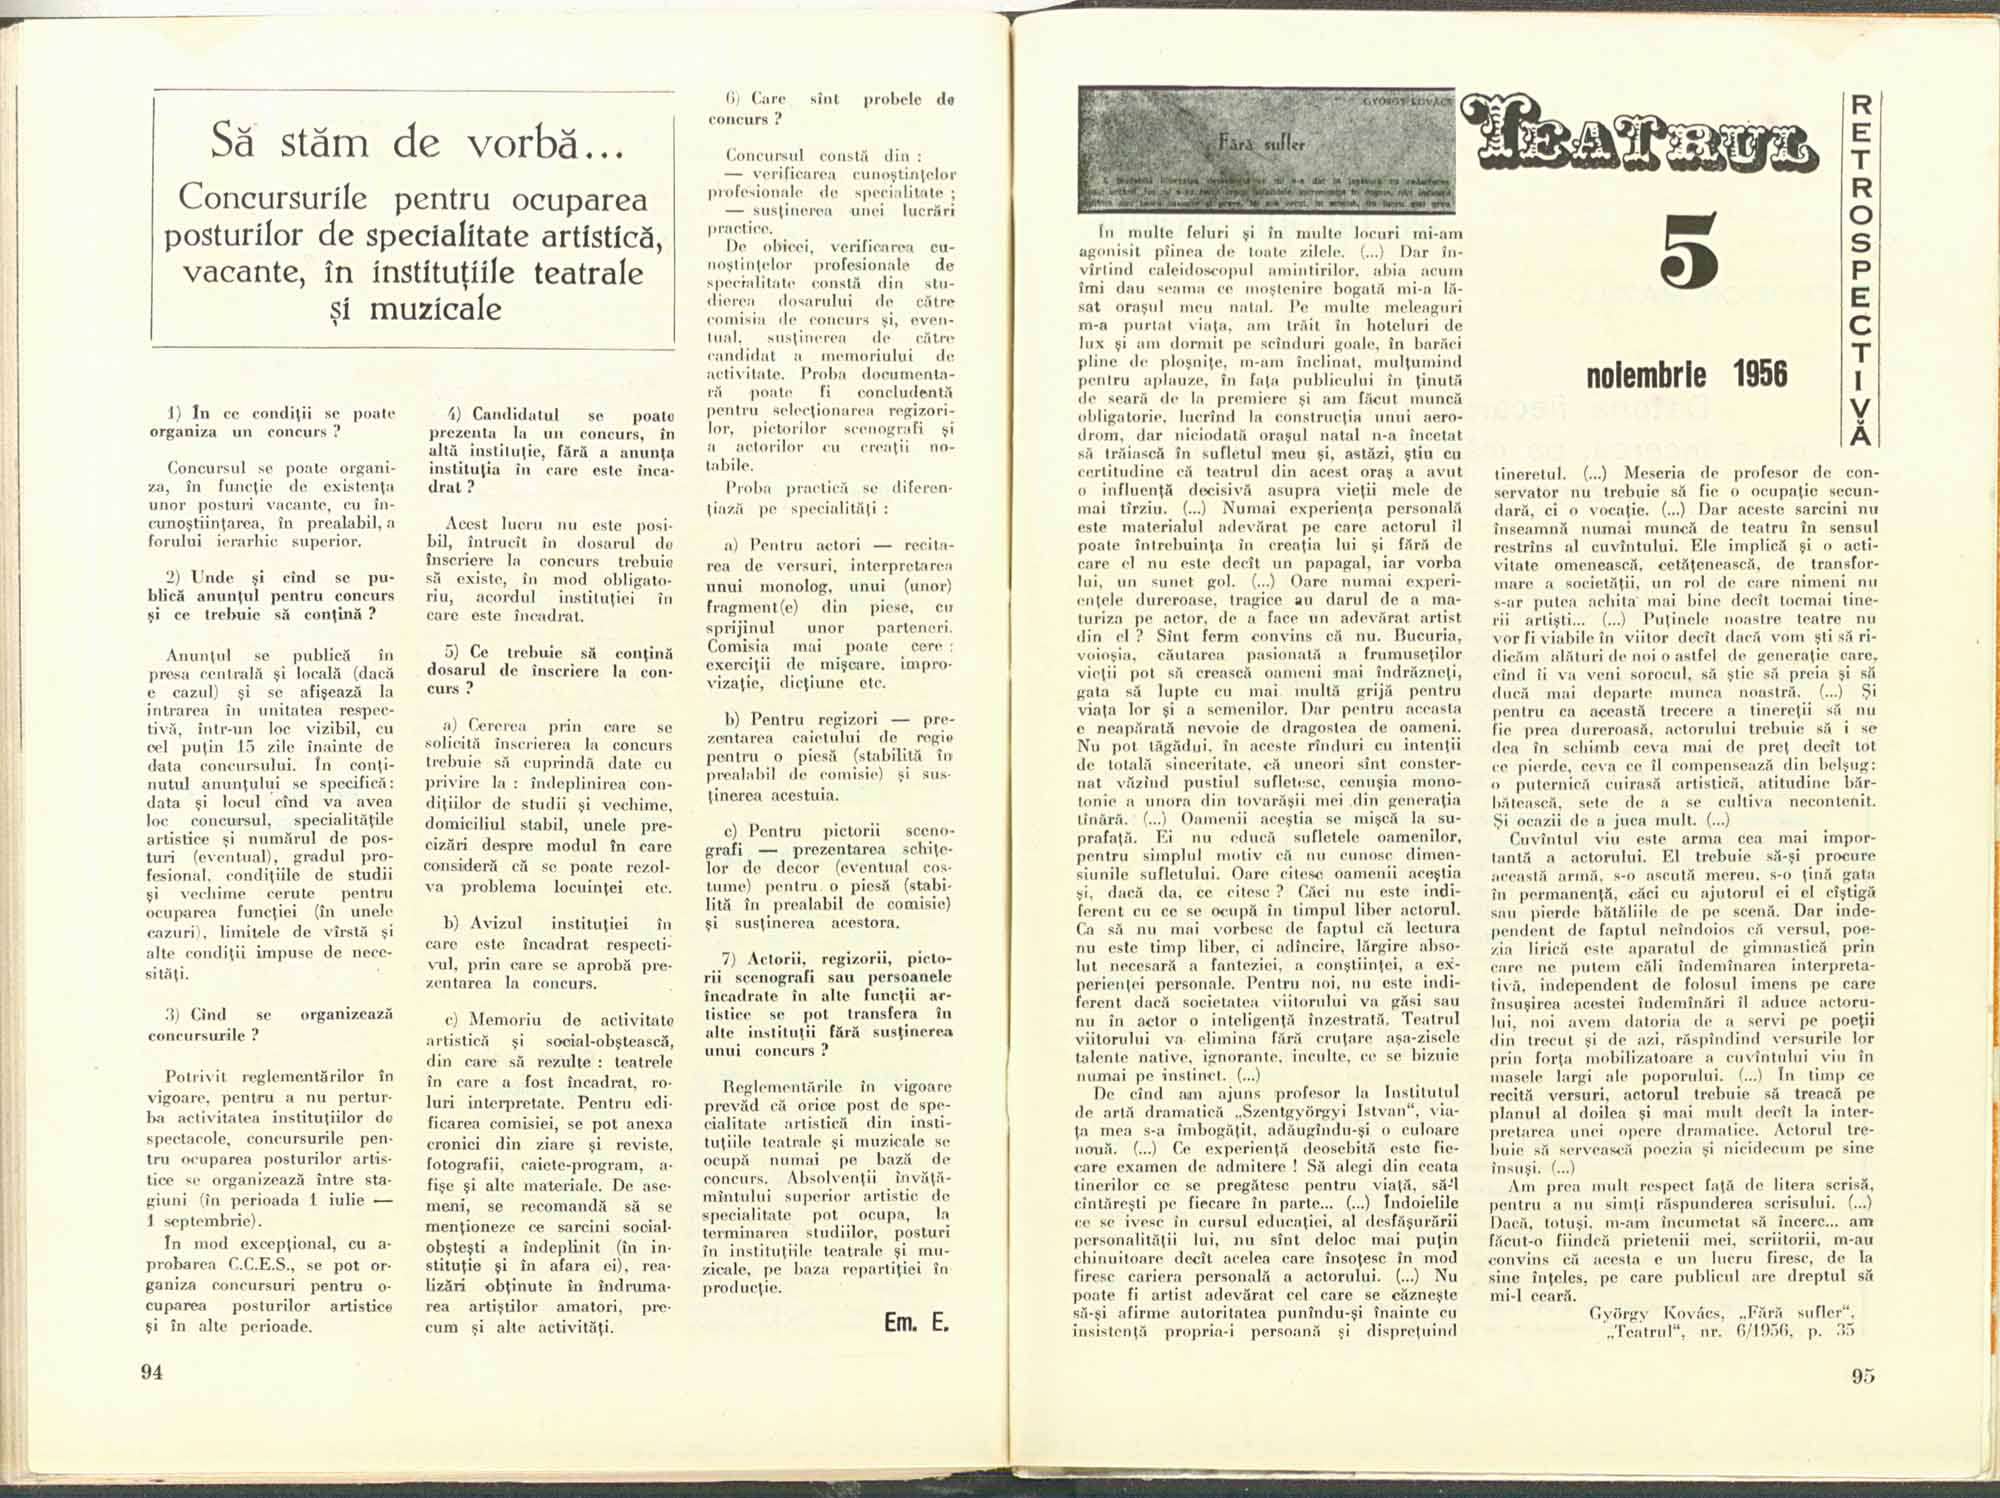 Să stăm de vorbă...
Concursurile pentru ocuparea
posturilor de specialitate artistică,
vacante, în instituțiile teatrale
și muzicale
1) În ce condiții se poate
organiza un concurs ?
Concursul se poate organi-
za, în funcție de existența
unor posturi vacante, cu în-
cunoștiințarea, în prealabil, a
forului ierarhic superior.
2) Unde și cînd se pu-
blică anunțul pentru concurs
și ce trebuie să conțină ?
Anunțul se publică în
presa centrală și locală (dacă
e cazul) și se afișează la
intrarea în unitatea respec-
tivă, într-un loc vizibil, cu
cel puțin 15 zile înainte de
data concursului. În conți-
nutul anunțului se specifică:
data și locul cînd va avea
loc concursul, specialitățile
artistice și numărul de pos-
turi (eventual), gradul pro-
fesional, condițiile de studii
și vechime cerute pentru
ocuparea funcției (în unele
cazuri), limitele de vîrstă și
alte condiții impuse de nece-
sități.
3) Cînd se organizează
concursurile ?
Potrivit reglementărilor în
vigoare, pentru a nu pertur-
ba activitatea instituțiilor de
spectacole, concursurile pen-
tru ocuparea posturilor artis-
tice se organizează între sta-
giuni (în perioada 1 iulie —
1 septembrie).
În mod excepțional, cu a-
probarea C.C.E.S., se pot or-
ganiza concursuri pentru o-
cuparea posturilor artistice
și în alte perioade.
4) Candidatul se poate
prezenta la un concurs, în
altă instituție, fără a anunța
instituția în care este înca-
drat ?
Acest lucru nu este posi-
bil, întrucît în dosarul de
înscriere la concurs trebuie
să existe, în mod obligato-
riu, acordul instituției în
care este încadrat.
5) Ce trebuie să conțină
dosarul de înscriere la con-
curs ?
a) Cererea prin care se
solicită înscrierea la concurs
trebuie să cuprindă date cu
privire la : îndeplinirea con-
dițiilor de studii și vechime,
domiciliul stabil, unele pre-
cizări despre modul în care
consideră că se poate rezol-
va problema locuinței etc.
b) Avizul instituției în
care este încadrat respecti-
vul, prin care se aprobă pre-
zentarea la concurs.
c) Memoriu de activitate
artistică și social-obștească,
din care să rezulte : teatrele
în care a fost încadrat, ro-
luri interpretate. Pentru edi-
ficarea comisiei, se pot anexa
cronici din ziare și reviste,
fotografii, caiete-program, a-
fișe și alte materiale. De ase-
meni, se recomandă să se
menționeze ce sarcini social-
obștești a îndeplinit (în in-
stituție și în afara ei), rea-
lizări obținute în îndruma-
rea artiștilor amatori, pre-
cum și alte activități.
6) Care sînt probele de
concurs ?
Concursul constă din :
— verificarea cunoștințelor
profesionale de specialitate ;
— susținerea unei lucrări
practice.
De obicei, verificarea cu-
noștințelor profesionale de
specialitate constă din stu-
dierea dosarului de către
comisia de concurs și, even-
tual, susținerea de către
candidat a memoriului de
activitate. Proba documenta-
ră poate fi concludentă
pentru selecționarea regizori-
lor, pictorilor scenografi și
a actorilor cu creații no-
tabile.
Proba practică se diferen-
țiază pe specialități :
a) Pentru actori — recita-
rea de versuri, interpretarea
unui monolog, unui (unor)
fragment(e) din piese, cu
sprijinul unor parteneri.
Comisia mai poate cere :
exerciții de mișcare, impro-
vizație, dicțiune etc.
b) Pentru regizori — pre-
zentarea caietului de regie
pentru o piesă (stabilită în
prealabil de comisie) și sus-
ținerea acestuia.
c) Pentru pictorii sceno-
grafi — prezentarea schițe-
lor de decor (eventual cos-
tume) pentru o piesă (stabi-
lită în prealabil de comisie)
și susținerea acestora.
7) Actorii, regizorii, picto-
rii scenografi sau persoanele
încadrate în alte funcții ar-
tistice se pot transfera în
alte instituții fără susținerea
unui concurs ?
Reglementările în vigoare
prevăd că orice post de spe-
cialitate artistică din insti-
tuțiile teatrale și muzicale se
ocupă numai pe bază de
concurs. Absolvenții învăță-
mîntului superior artistic de
specialitate pot ocupa, la
terminarea studiilor, posturi
în instituțiile teatrale și mu-
zicale, pe baza repartiției în
producție.
Em. E.
94
GYÖRGY KOVÁCS
Fără sufler
TEATRUL
5
noiembrie 1956
RETROSPECTIVĂ
În multe feluri și în multe locuri mi-am
agonisit pîinea de toate zilele. (...) Dar în-
vîrtind caleidoscopul amintirilor, abia acum
îmi dau seama ce moștenire bogată mi-a lă-
sat orașul meu natal. Pe multe meleaguri
m-a purtat viața, am trăit în hoteluri de
lux și am dormit pe scînduri goale, în barăci
pline de ploșnițe, m-am înclinat, mulțumind
pentru aplauze, în fața publicului în ținută
de seară de la premiere și am făcut muncă
obligatorie, lucrînd la construcția unui aero-
drom, dar niciodată orașul natal n-a încetat
să trăiască în sufletul meu și, astăzi, știu cu
certitudine că teatrul din acest oraș a avut
o influență decisivă asupra vieții mele de
mai tîrziu. (...) Numai experiența personală
este materialul adevărat pe care actorul îl
poate întrebuința în creația lui și fără de
care el nu este decît un papagal, iar vorba
lui, un sunet gol. (...) Oare numai experi-
ențele dureroase, tragice au darul de a ma-
turiza pe actor, de a face un adevărat artist
din el ? Sînt ferm convins că nu. Bucuria,
voioșia, căutarea pasionată a frumuseților
vieții pot să crească oameni mai îndrăzneți,
gata să lupte cu mai multă grijă pentru
viața lor și a semenilor. Dar pentru aceasta
e neapărată nevoie de dragostea de oameni.
Nu pot tăgădui, în aceste rînduri cu intenții
de totală sinceritate, că uneori sînt conster-
nat văzînd pustiul sufletesc, cenușia mono-
tonie a unora din tovarășii mei din generația
tînără. (...) Oamenii aceștia se mișcă la su-
prafață. Ei nu educă sufletele oamenilor,
pentru simplul motiv că nu cunosc dimen-
siunile sufletului. Oare citesc oamenii aceștia
și, dacă da, ce citesc ? Căci nu este indi-
ferent cu ce se ocupă în timpul liber actorul.
Ca să nu mai vorbesc de faptul că lectura
nu este timp liber, ci adîncire, lărgire abso-
lut necesară a fanteziei, a conștiinței, a ex-
perienței personale. Pentru noi, nu este indi-
ferent dacă societatea viitorului va găsi sau
nu în actor o inteligență înzestrată. Teatrul
viitorului va elimina fără cruțare așa-zisele
talente native, ignorante, inculte, ce se bizuie
numai pe instinct. (...)
De cînd am ajuns profesor la Institutul
de artă dramatică „Szentgyörgyi Istvan“, via-
ța mea s-a îmbogățit, adăugîndu-și o culoare
nouă. (...) Ce experiență deosebită este fie-
care examen de admitere ! Să alegi din ceata
tinerilor ce se pregătesc pentru viață, să-l
cîntărești pe fiecare în parte... (...) Îndoielile
ce se ivesc în cursul educației, al desfășurării
personalității lui, nu sînt deloc mai puțin
chinuitoare decît acelea care însoțesc în mod
firesc cariera personală a actorului. (...) Nu
poate fi artist adevărat cel care se căznește
să-și afirme autoritatea punîndu-și înainte cu
insistență propria-i persoană și disprețuind
tineretul. (...) Meseria de profesor de con-
servator nu trebuie să fie o ocupație secun-
dară, ci o vocație. (...) Dar aceste sarcini nu
înseamnă numai muncă de teatru în sensul
restrîns al cuvîntului. Ele implică și o acti-
vitate omenească, cetățenească, de transfor-
mare a societății, un rol de care nimeni nu
s-ar putea achita mai bine decît tocmai tine-
rii artiști... (...) Puținele noastre teatre nu
vor fi viabile în viitor decît dacă vom ști să ri-
dicăm alături de noi o astfel de generație care,
cînd îi va veni sorocul, să știe să preia și să
ducă mai departe munca noastră. (...) Și
pentru ca această trecere a tinereții să nu
fie prea dureroasă, actorului trebuie să i se
dea în schimb ceva mai de preț decît tot
ce pierde, ceva ce îl compensează din belșug:
o puternică cuirasă artistică, atitudine băr-
bătească, sete de a se cultiva necontenit.
Și ocazii de a juca mult. (...)
Cuvîntul viu este arma cea mai impor-
tantă a actorului. El trebuie să-și procure
această armă, s-o ascută mereu, s-o țină gata
în permanență, căci cu ajutorul ei el cîștigă
sau pierde bătăliile de pe scenă. Dar inde-
pendent de faptul neîndoios că versul, poe-
zia lirică este aparatul de gimnastică prin
care ne putem căli îndemînarea interpreta-
tivă, independent de folosul imens pe care
însușirea acestei îndemînări îl aduce actoru-
lui, noi avem datoria de a servi pe poeții
din trecut și de azi, răspîndind versurile lor
prin forța mobilizatoare a cuvîntului viu în
masele largi ale poporului. (...) În timp ce
recită versuri, actorul trebuie să treacă pe
planul al doilea și mai mult decît la inter-
pretarea unei opere dramatice. Actorul tre-
buie să servească poezia și nicidecum pe sine
însuși. (...)
Am prea mult respect față de litera scrisă,
pentru a nu simți răspunderea scrisului. (...)
Dacă, totuși, m-am încumetat să încerc... am
făcut-o fiindcă prietenii mei, scriitorii, m-au
convins că acesta e un lucru firesc, de la
sine înțeles, pe care publicul are dreptul să
mi-l ceară.
György Kovács, „Fără sufler“,
„Teatrul“, nr. 6/1956, p. 35
95